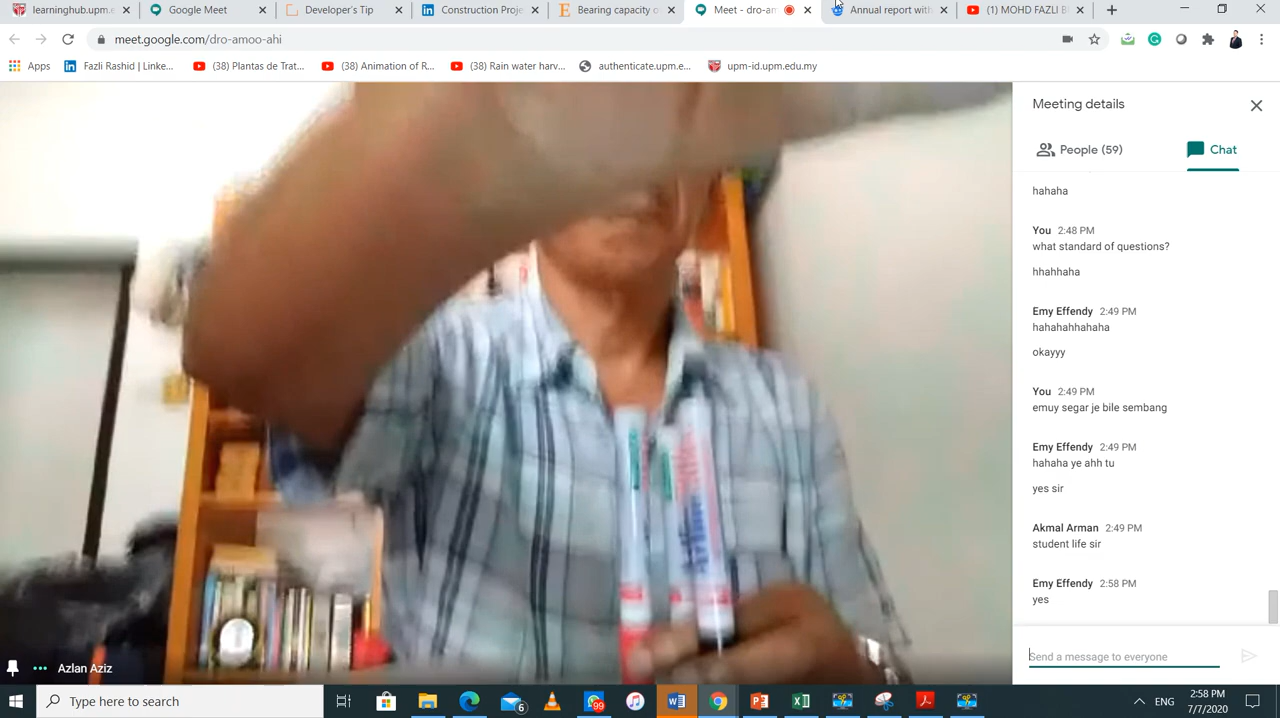 learninghub.upm.e
Google Meet
Developer's Tip
Construction Proje
Bearing capacity o
Meet - dro-am
Annual report with
(1) MOHD FAZLI B
meet.google.com/dro-amoo-ahi
Apps
Fazli Rashid | Linke...
(38) Plantas de Trat...
(38) Animation of R...
(38) Rain water harv...
authenticate.upm.e...
upm-id.upm.edu.my
Meeting details
People (59)
Chat
hahaha
You 2:48 PM
what standard of questions?
hhahhaha
Emy Effendy 2:49 PM
hahahahhahaha
okayyy
You 2:49 PM
emuy segar je bile sembang
Emy Effendy 2:49 PM
hahaha ye ahh tu
yes sir
Akmal Arman 2:49 PM
student life sir
Emy Effendy 2:58 PM
yes
Send a message to everyone
Azlan Aziz
Type here to search
6
99
ENG
2:58 PM
7/7/2020